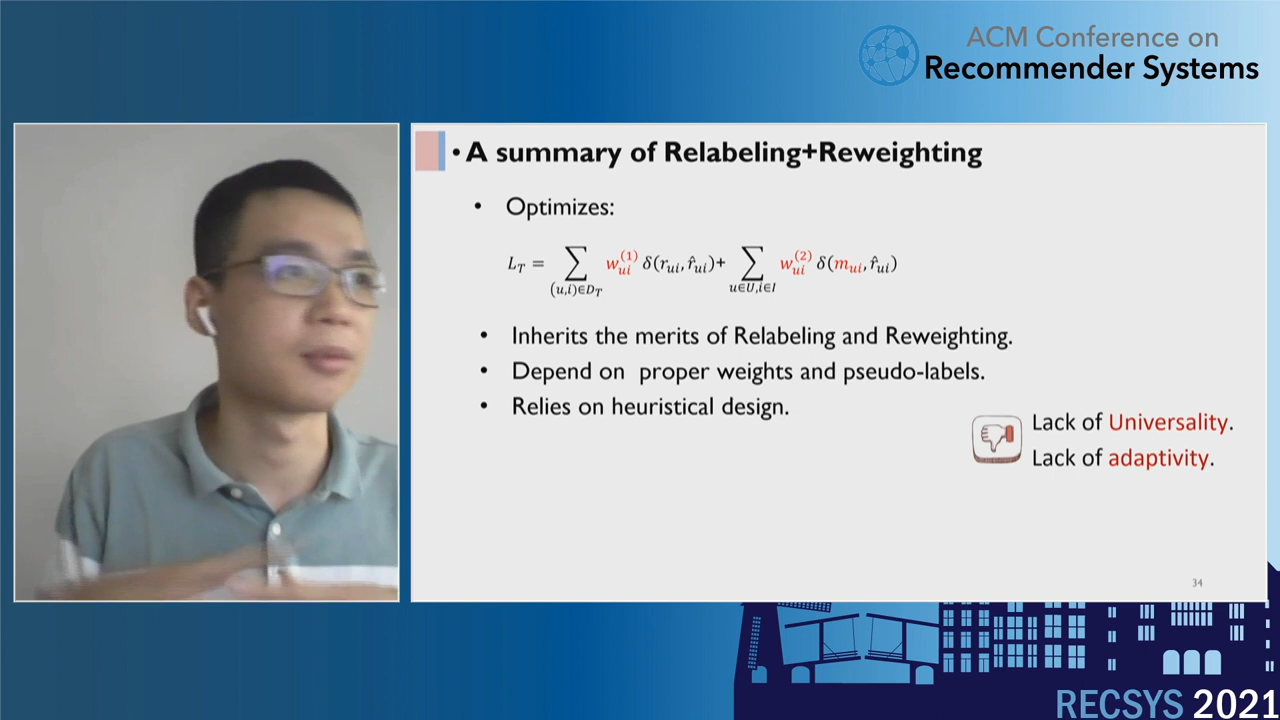 ACM Conference on
Recommender Systems
• A summary of Relabeling+Reweighting
• Optimizes:
L_T = ∑_{(u,i)∈D_T} w_{ui}^{(1)} δ(r_{ui}, r̂_{ui})+ ∑_{u∈U,i∈I} w_{ui}^{(2)} δ(m_{ui}, r̂_{ui})
• Inherits the merits of Relabeling and Reweighting.
• Depend on proper weights and pseudo-labels.
• Relies on heuristical design.
Lack of Universality.
Lack of adaptivity.
34
RECSYS 2021